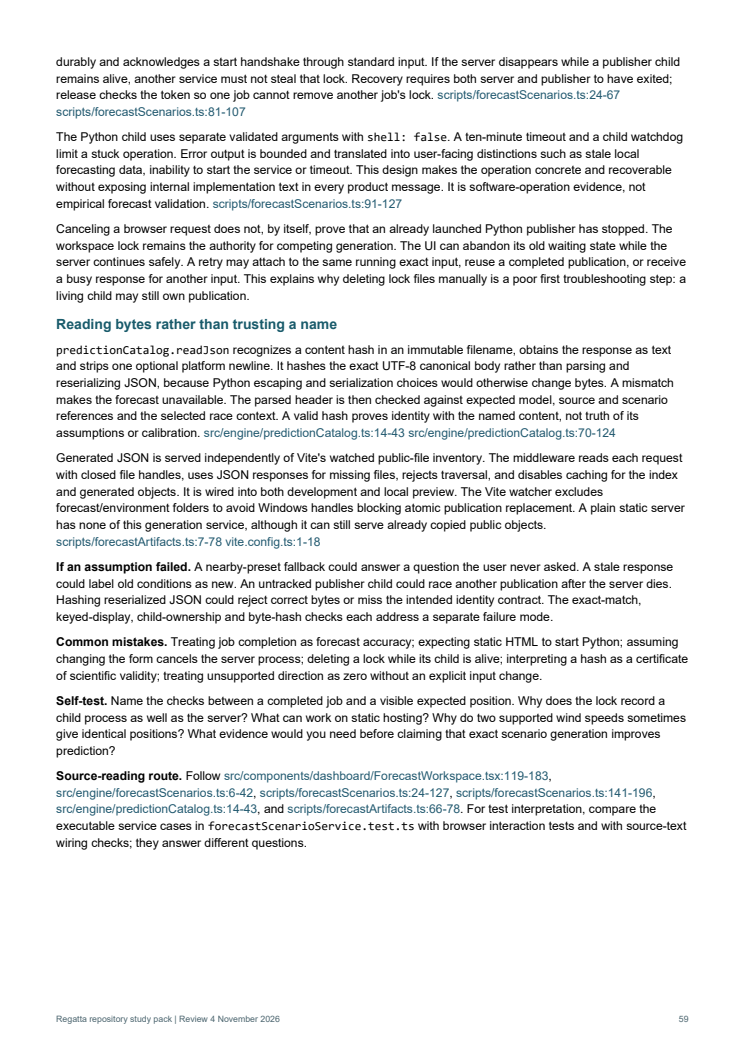 durably and acknowledges a start handshake through standard input. If the server disappears while a publisher child
remains alive, another service must not steal that lock. Recovery requires both server and publisher to have exited;
release checks the token so one job cannot remove another job's lock. scripts/forecastScenarios.ts:24-67
scripts/forecastScenarios.ts:81-107
The Python child uses separate validated arguments with shell: false. A ten-minute timeout and a child watchdog
limit a stuck operation. Error output is bounded and translated into user-facing distinctions such as stale local
forecasting data, inability to start the service or timeout. This design makes the operation concrete and recoverable
without exposing internal implementation text in every product message. It is software-operation evidence, not
empirical forecast validation. scripts/forecastScenarios.ts:91-127
Canceling a browser request does not, by itself, prove that an already launched Python publisher has stopped. The
workspace lock remains the authority for competing generation. The UI can abandon its old waiting state while the
server continues safely. A retry may attach to the same running exact input, reuse a completed publication, or receive
a busy response for another input. This explains why deleting lock files manually is a poor first troubleshooting step: a
living child may still own publication.
Reading bytes rather than trusting a name
predictionCatalog.readJson recognizes a content hash in an immutable filename, obtains the response as text
and strips one optional platform newline. It hashes the exact UTF-8 canonical body rather than parsing and
reserializing JSON, because Python escaping and serialization choices would otherwise change bytes. A mismatch
makes the forecast unavailable. The parsed header is then checked against expected model, source and scenario
references and the selected race context. A valid hash proves identity with the named content, not truth of its
assumptions or calibration. src/engine/predictionCatalog.ts:14-43 src/engine/predictionCatalog.ts:70-124
Generated JSON is served independently of Vite's watched public-file inventory. The middleware reads each request
with closed file handles, uses JSON responses for missing files, rejects traversal, and disables caching for the index
and generated objects. It is wired into both development and local preview. The Vite watcher excludes
forecast/environment folders to avoid Windows handles blocking atomic publication replacement. A plain static server
has none of this generation service, although it can still serve already copied public objects.
scripts/forecastArtifacts.ts:7-78 vite.config.ts:1-18
If an assumption failed. A nearby-preset fallback could answer a question the user never asked. A stale response
could label old conditions as new. An untracked publisher child could race another publication after the server dies.
Hashing reserialized JSON could reject correct bytes or miss the intended identity contract. The exact-match,
keyed-display, child-ownership and byte-hash checks each address a separate failure mode.
Common mistakes. Treating job completion as forecast accuracy; expecting static HTML to start Python; assuming
changing the form cancels the server process; deleting a lock while its child is alive; interpreting a hash as a certificate
of scientific validity; treating unsupported direction as zero without an explicit input change.
Self-test. Name the checks between a completed job and a visible expected position. Why does the lock record a
child process as well as the server? What can work on static hosting? Why do two supported wind speeds sometimes
give identical positions? What evidence would you need before claiming that exact scenario generation improves
prediction?
Source-reading route. Follow src/components/dashboard/ForecastWorkspace.tsx:119-183,
src/engine/forecastScenarios.ts:6-42, scripts/forecastScenarios.ts:24-127, scripts/forecastScenarios.ts:141-196,
src/engine/predictionCatalog.ts:14-43, and scripts/forecastArtifacts.ts:66-78. For test interpretation, compare the
executable service cases in forecastScenarioService.test.ts with browser interaction tests and with source-text
wiring checks; they answer different questions.
Regatta repository study pack | Review 4 November 2026
59